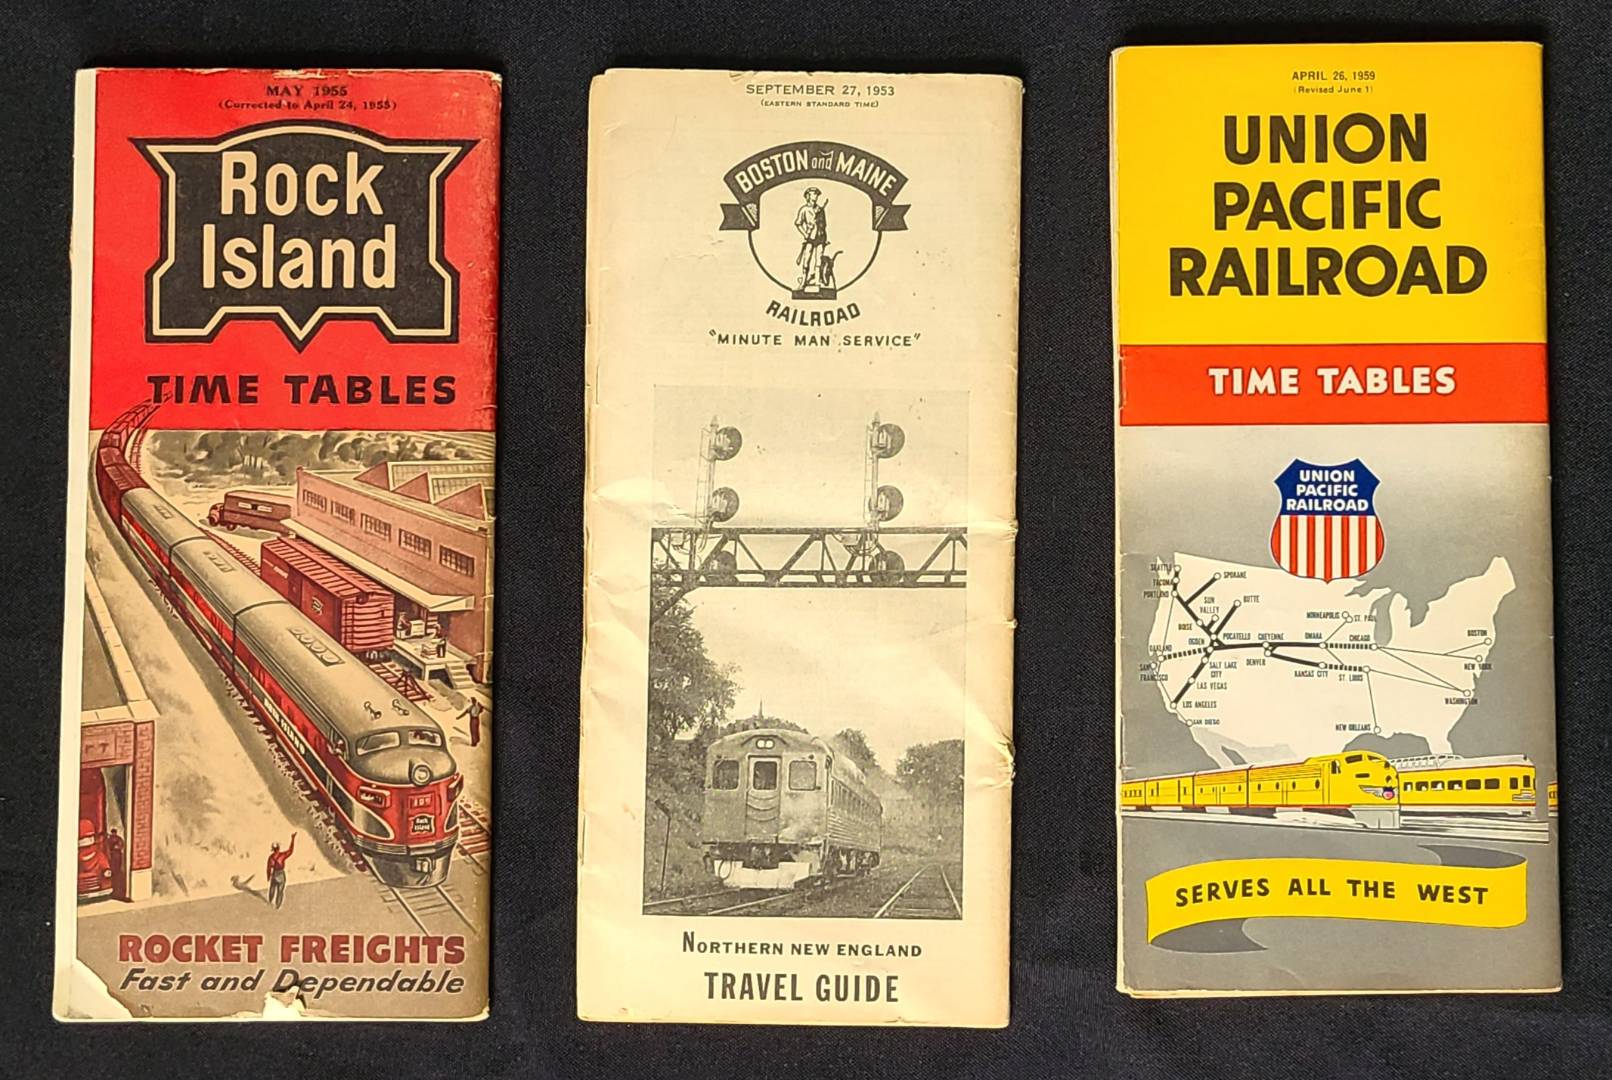 MAY 1955
(Corrected to April 24, 1955)
Rock
Island
TIME TABLES
ROCK ISLAND
Rock
Island
ROCKET FREIGHTS
Fast and Dependable
SEPTEMBER 27, 1953
(EASTERN STANDARD TIME)
BOSTON and MAINE
RAILROAD
"MINUTE MAN SERVICE"
NORTHERN NEW ENGLAND
TRAVEL GUIDE
APRIL 26, 1959
(Revised June 1)
UNION
PACIFIC
RAILROAD
TIME TABLES
UNION
PACIFIC
RAILROAD
SEATTLE
TACOMA
PORTLAND
SPOKANE
SUN
VALLEY
BUTTE
BOISE
MINNEAPOLIS
ST. PAUL
OGDEN
POCATELLO
CHEYENNE
OMAHA
CHICAGO
BOSTON
OAKLAND
SAN
FRANCISCO
SALT LAKE
CITY
DENVER
KANSAS CITY
ST. LOUIS
NEW YORK
LAS VEGAS
WASHINGTON
LOS ANGELES
SAN DIEGO
NEW ORLEANS
SERVES ALL THE WEST